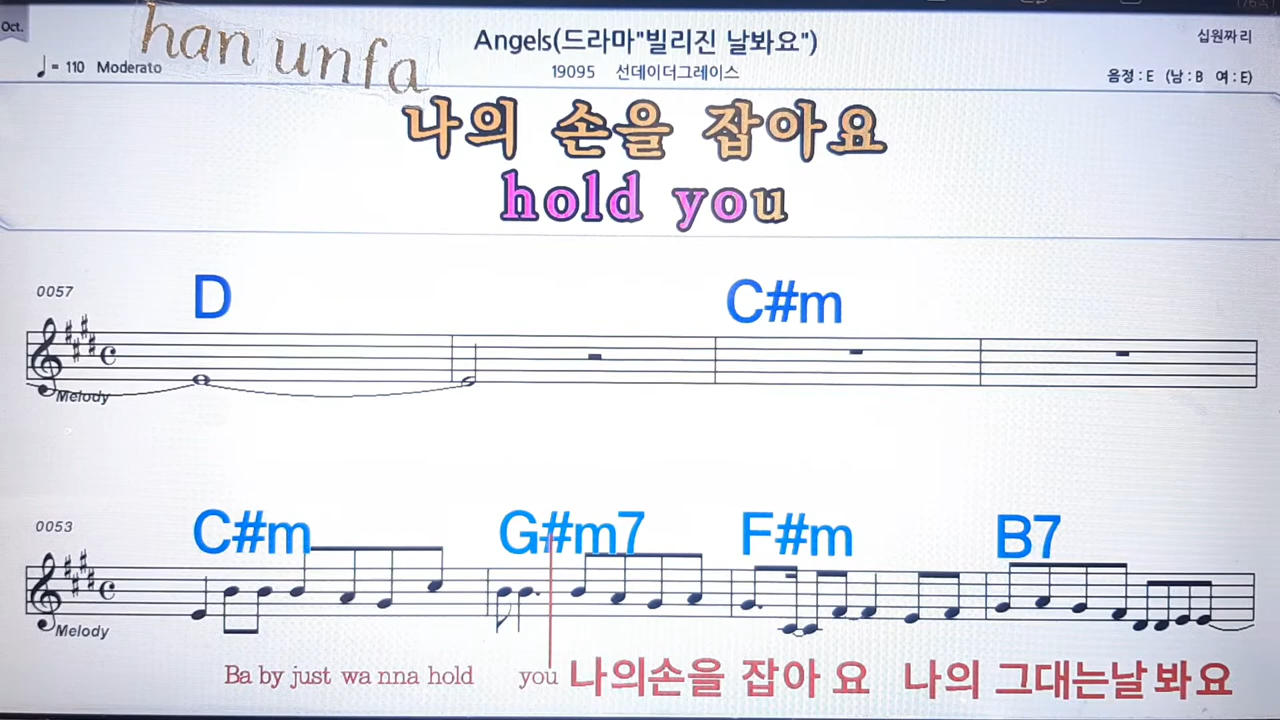 Oct.
han unfa
Angels(드라마"빌리진 날봐요")
십원짜리
♩= 110 Moderato
19095 선데이더그레이스
음정 : E (남 : B 여 : E)
나의 손을 잡아요
hold you
0057
D C#m
Melody
0053
C#m G#m7 F#m B7
Melody
Ba by just wa nna hold you 나의손을 잡아 요 나의 그대는날 봐요